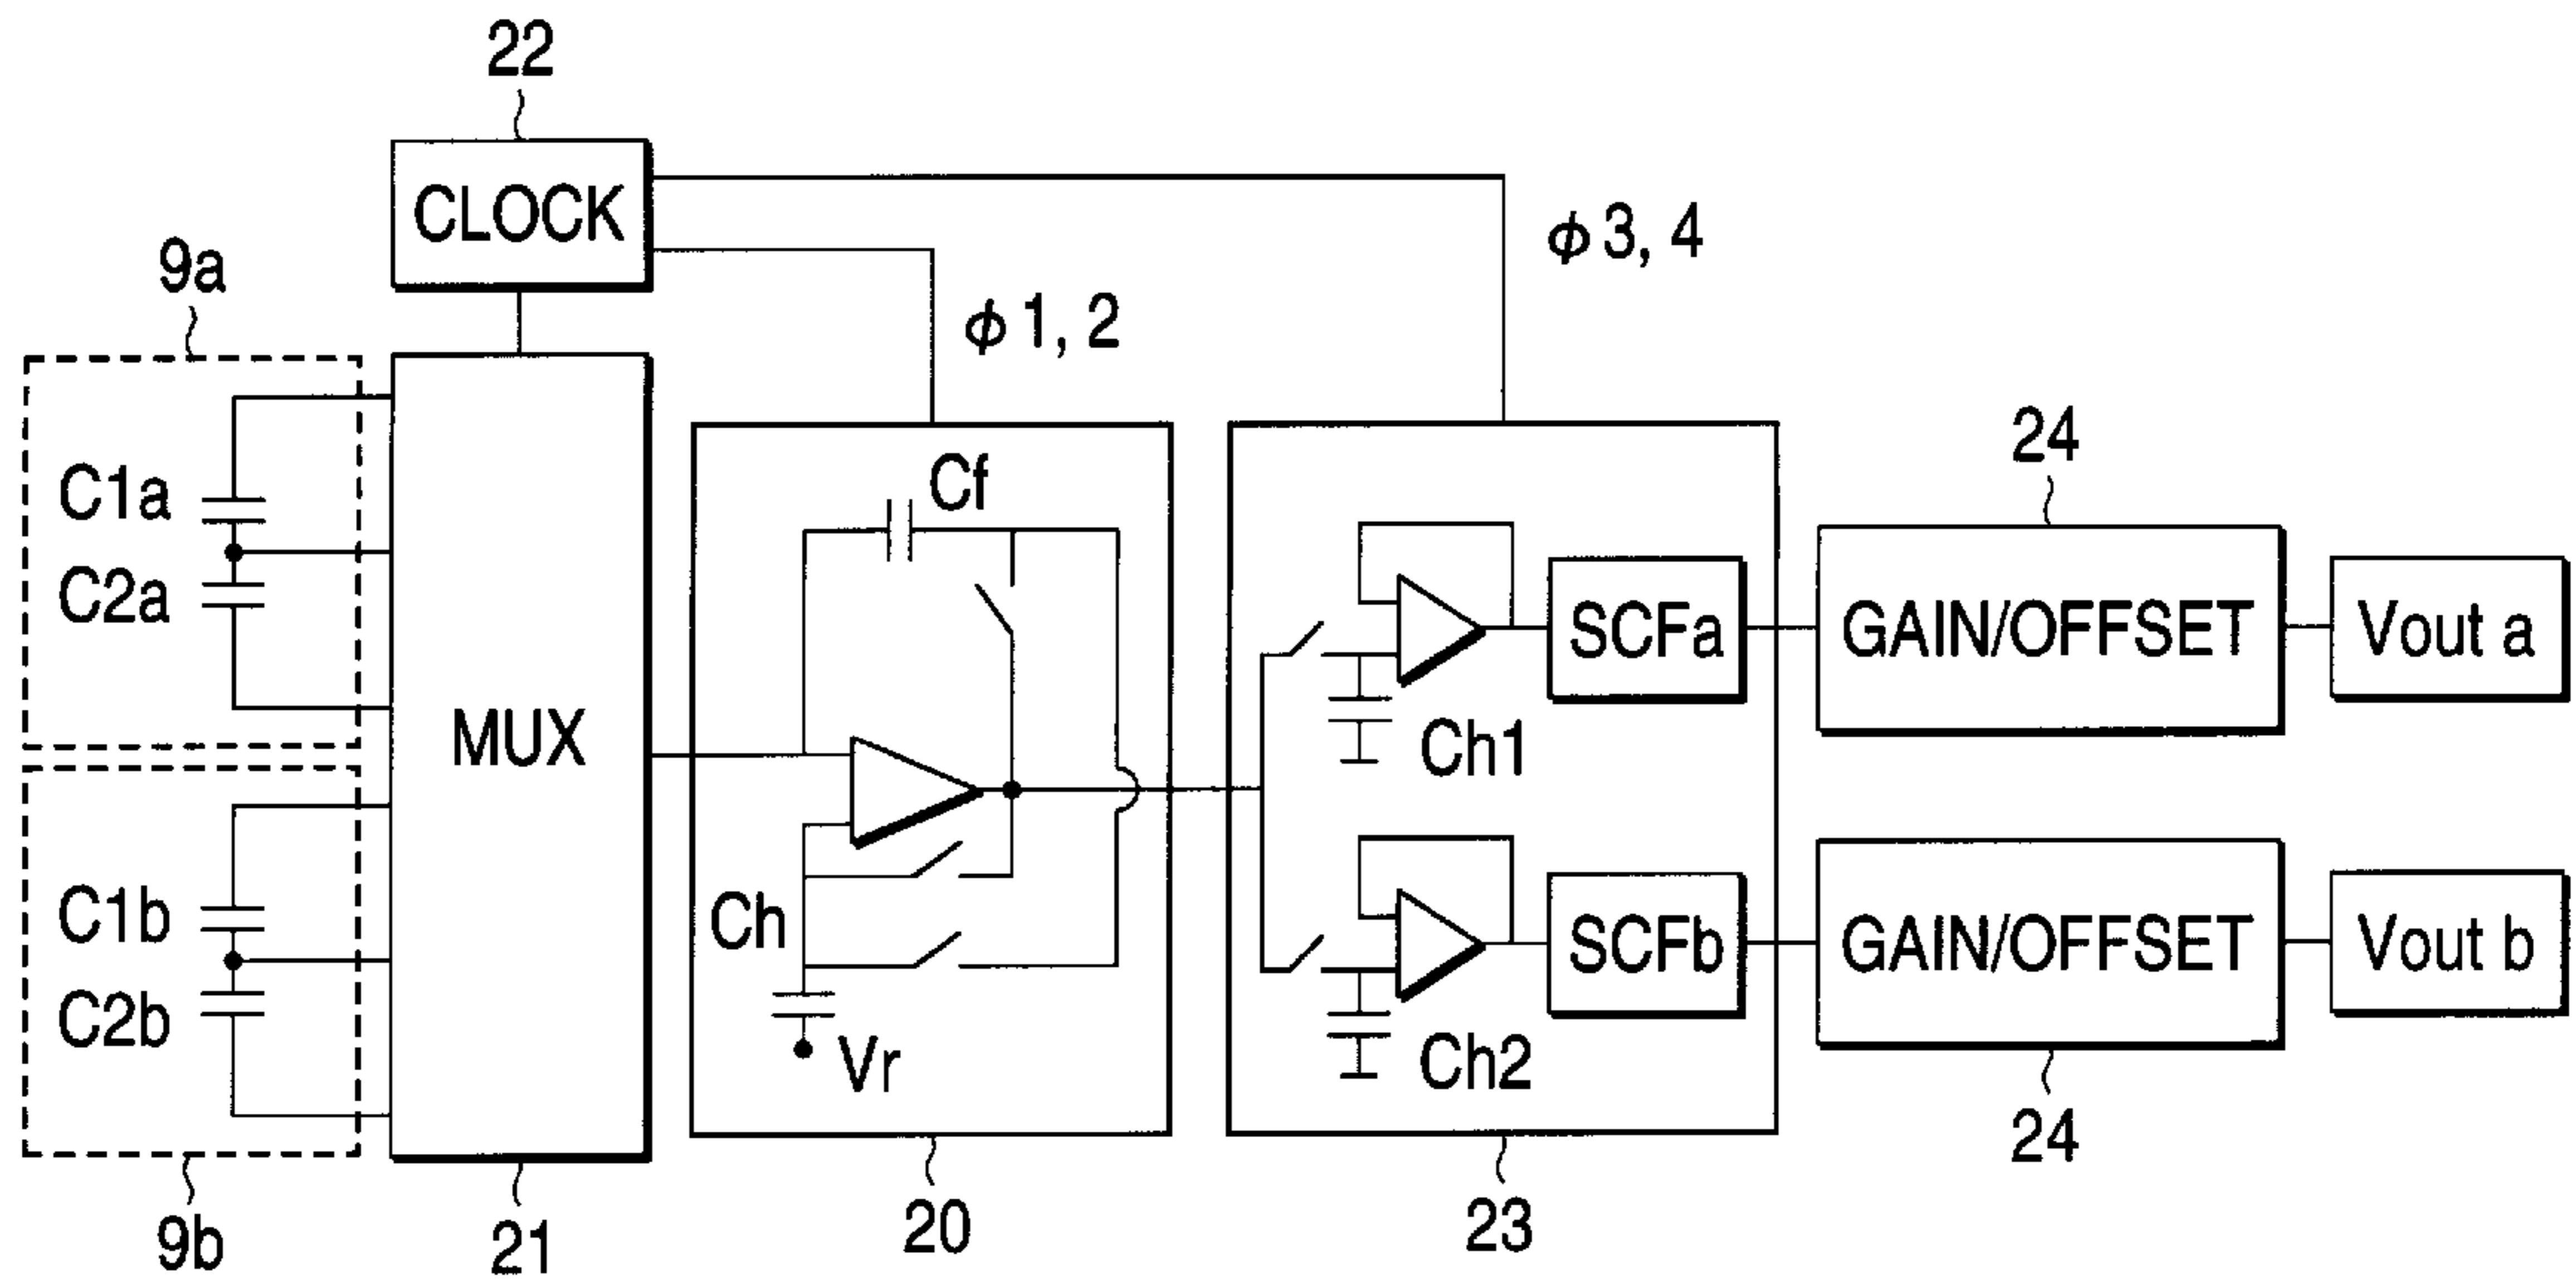 22
CLOCK
9a
ϕ3, 4
ϕ1, 2
24
Cf
C1a
C2a
SCFa
GAIN/OFFSET
Vout a
MUX
Ch1
C1b
C2b
Ch
SCFb
GAIN/OFFSET
Vout b
Vr
Ch2
24
9b
21
20
23